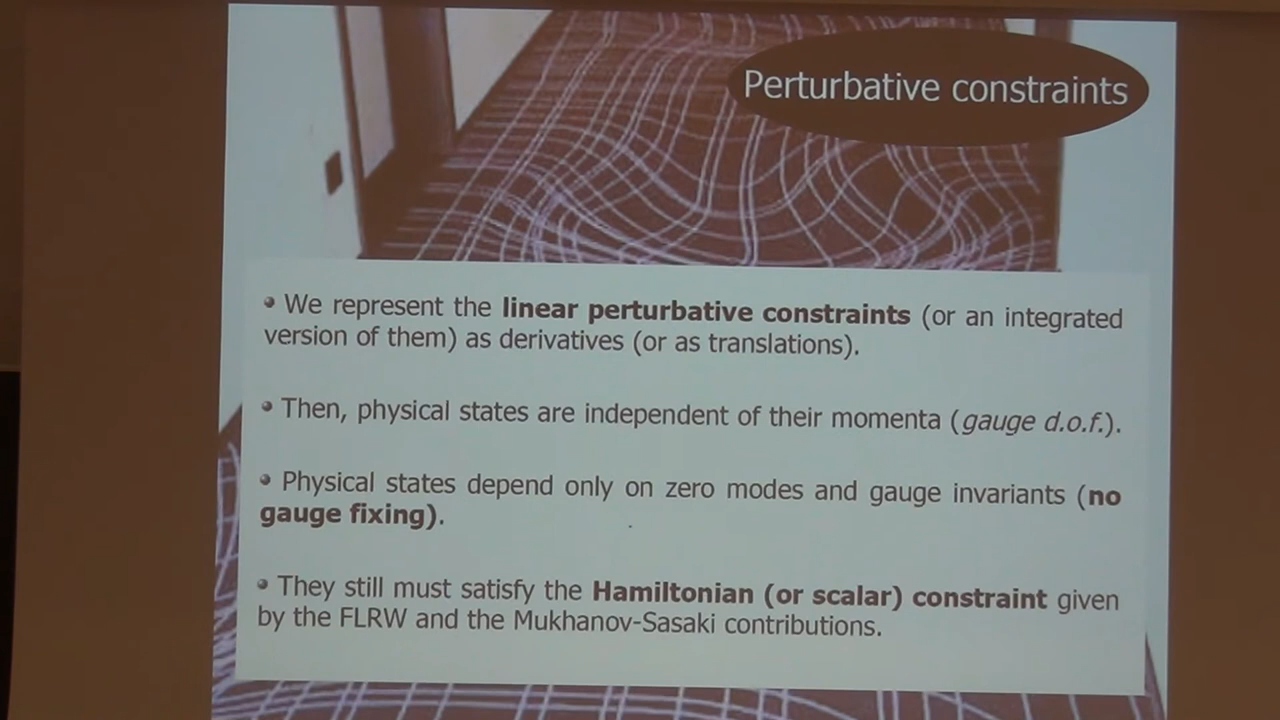 Perturbative constraints
We represent the linear perturbative constraints (or an integrated
version of them) as derivatives (or as translations).
Then, physical states are independent of their momenta (gauge d.o.f.).
Physical states depend only on zero modes and gauge invariants (no
gauge fixing).
They still must satisfy the Hamiltonian (or scalar) constraint given
by the FLRW and the Mukhanov-Sasaki contributions.